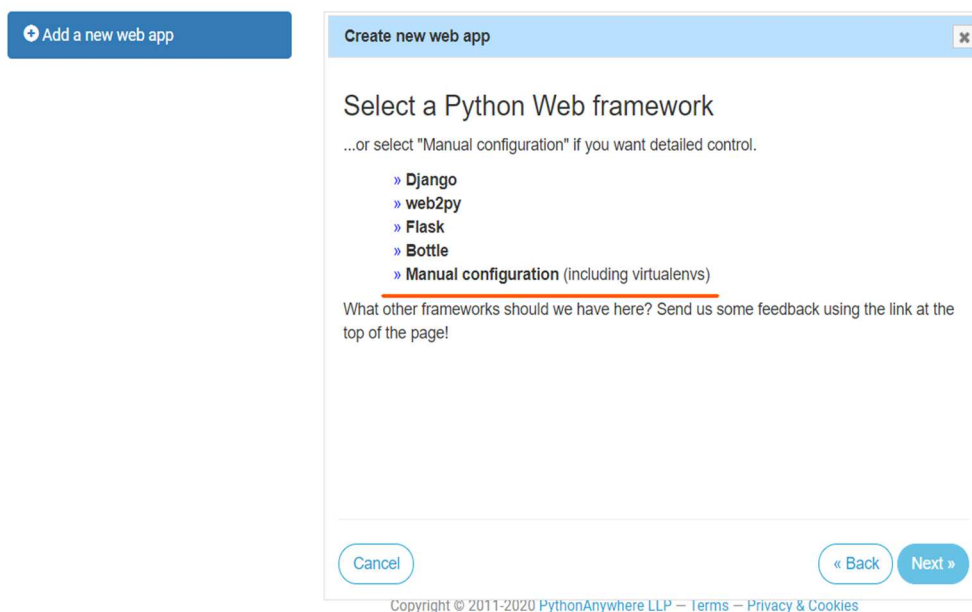 Add a new web app
Create new web app
Select a Python Web framework
...or select "Manual configuration" if you want detailed control.
» Django
» web2py
» Flask
» Bottle
» Manual configuration (including virtualenvs)
What other frameworks should we have here? Send us some feedback using the link at the
top of the page!
Cancel
« Back
Next »
Copyright © 2011-2020 PythonAnywhere LLP — Terms — Privacy & Cookies